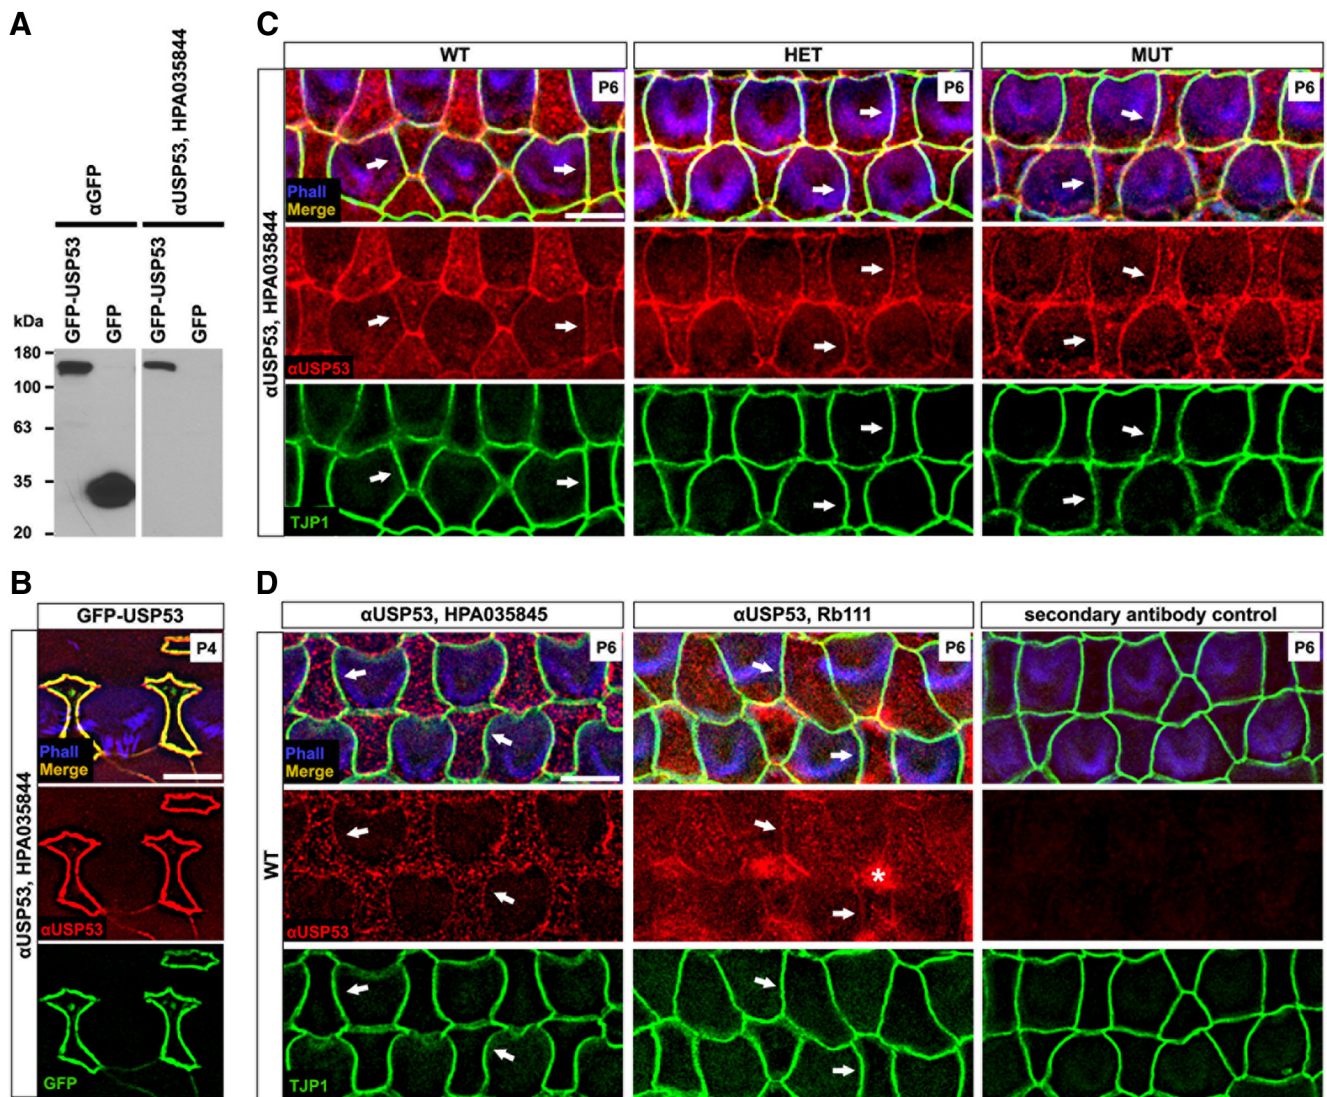 A
αGFP
αUSP53, HPA035844
GFP-USP53
GFP
GFP-USP53
GFP
kDa
180
100
63
35
20
C
WT
HET
MUT
αUSP53, HPA035844
P6
P6
P6
Phall
Merge
αUSP53
TJP1
B
GFP-USP53
αUSP53, HPA035844
P4
Phall
Merge
αUSP53
GFP
D
αUSP53, HPA035845
αUSP53, Rb111
secondary antibody control
WT
P6
P6
P6
Phall
Merge
αUSP53
*
TJP1